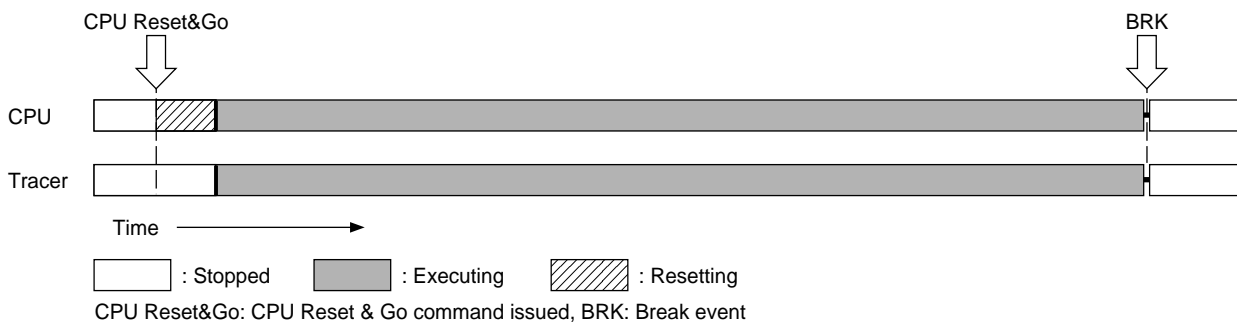 CPU Reset&Go
BRK
CPU
Tracer
Time
: Stopped
: Executing
: Resetting
CPU Reset&Go: CPU Reset & Go command issued, BRK: Break event